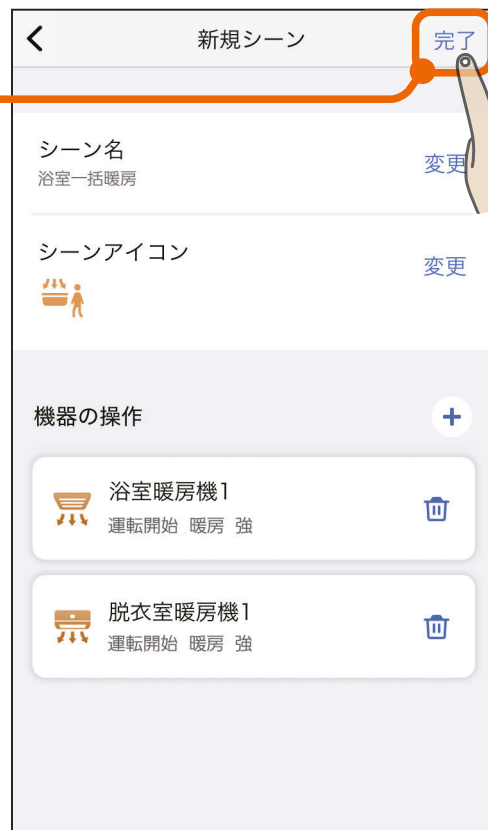 新規シーン
完了
シーン名
変更
浴室一括暖房
シーンアイコン
変更
機器の操作
浴室暖房機1
運転開始 暖房 強
脱衣室暖房機1
運転開始 暖房 強